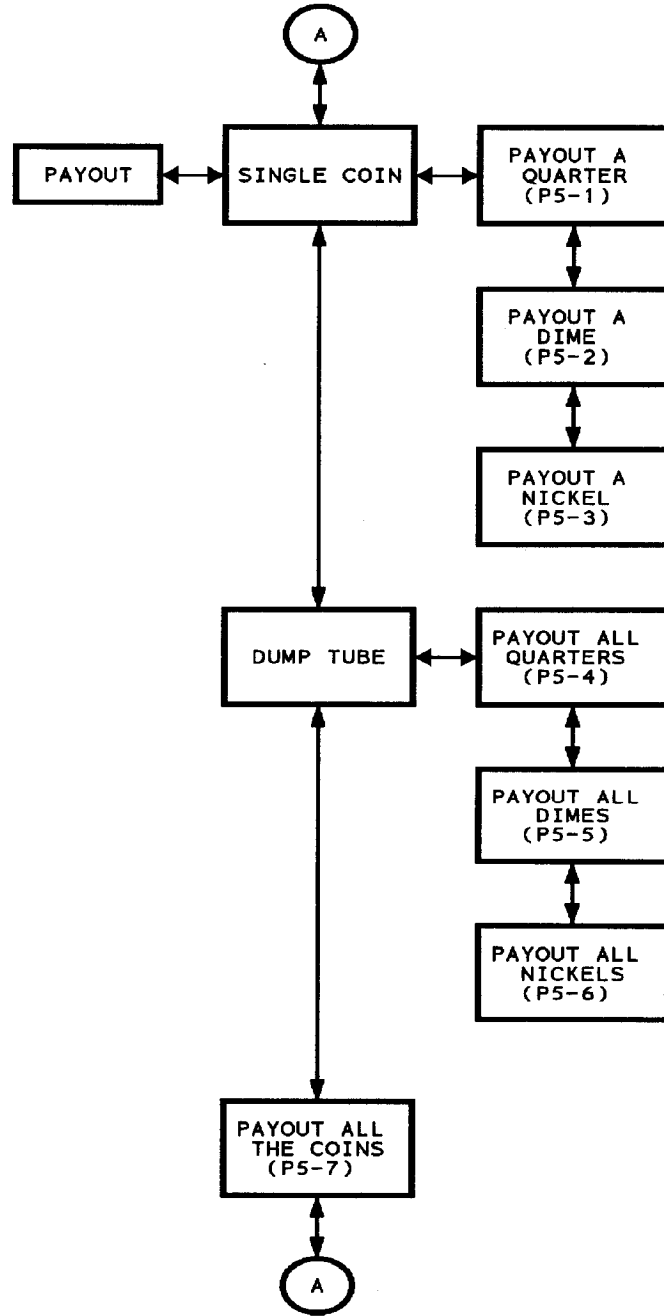 A
PAYOUT
SINGLE COIN
PAYOUT A
QUARTER
(P5-1)
PAYOUT A
DIME
(P5-2)
PAYOUT A
NICKEL
(P5-3)
DUMP TUBE
PAYOUT ALL
QUARTERS
(P5-4)
PAYOUT ALL
DIMES
(P5-5)
PAYOUT ALL
NICKELS
(P5-6)
PAYOUT ALL
THE COINS
(P5-7)
A